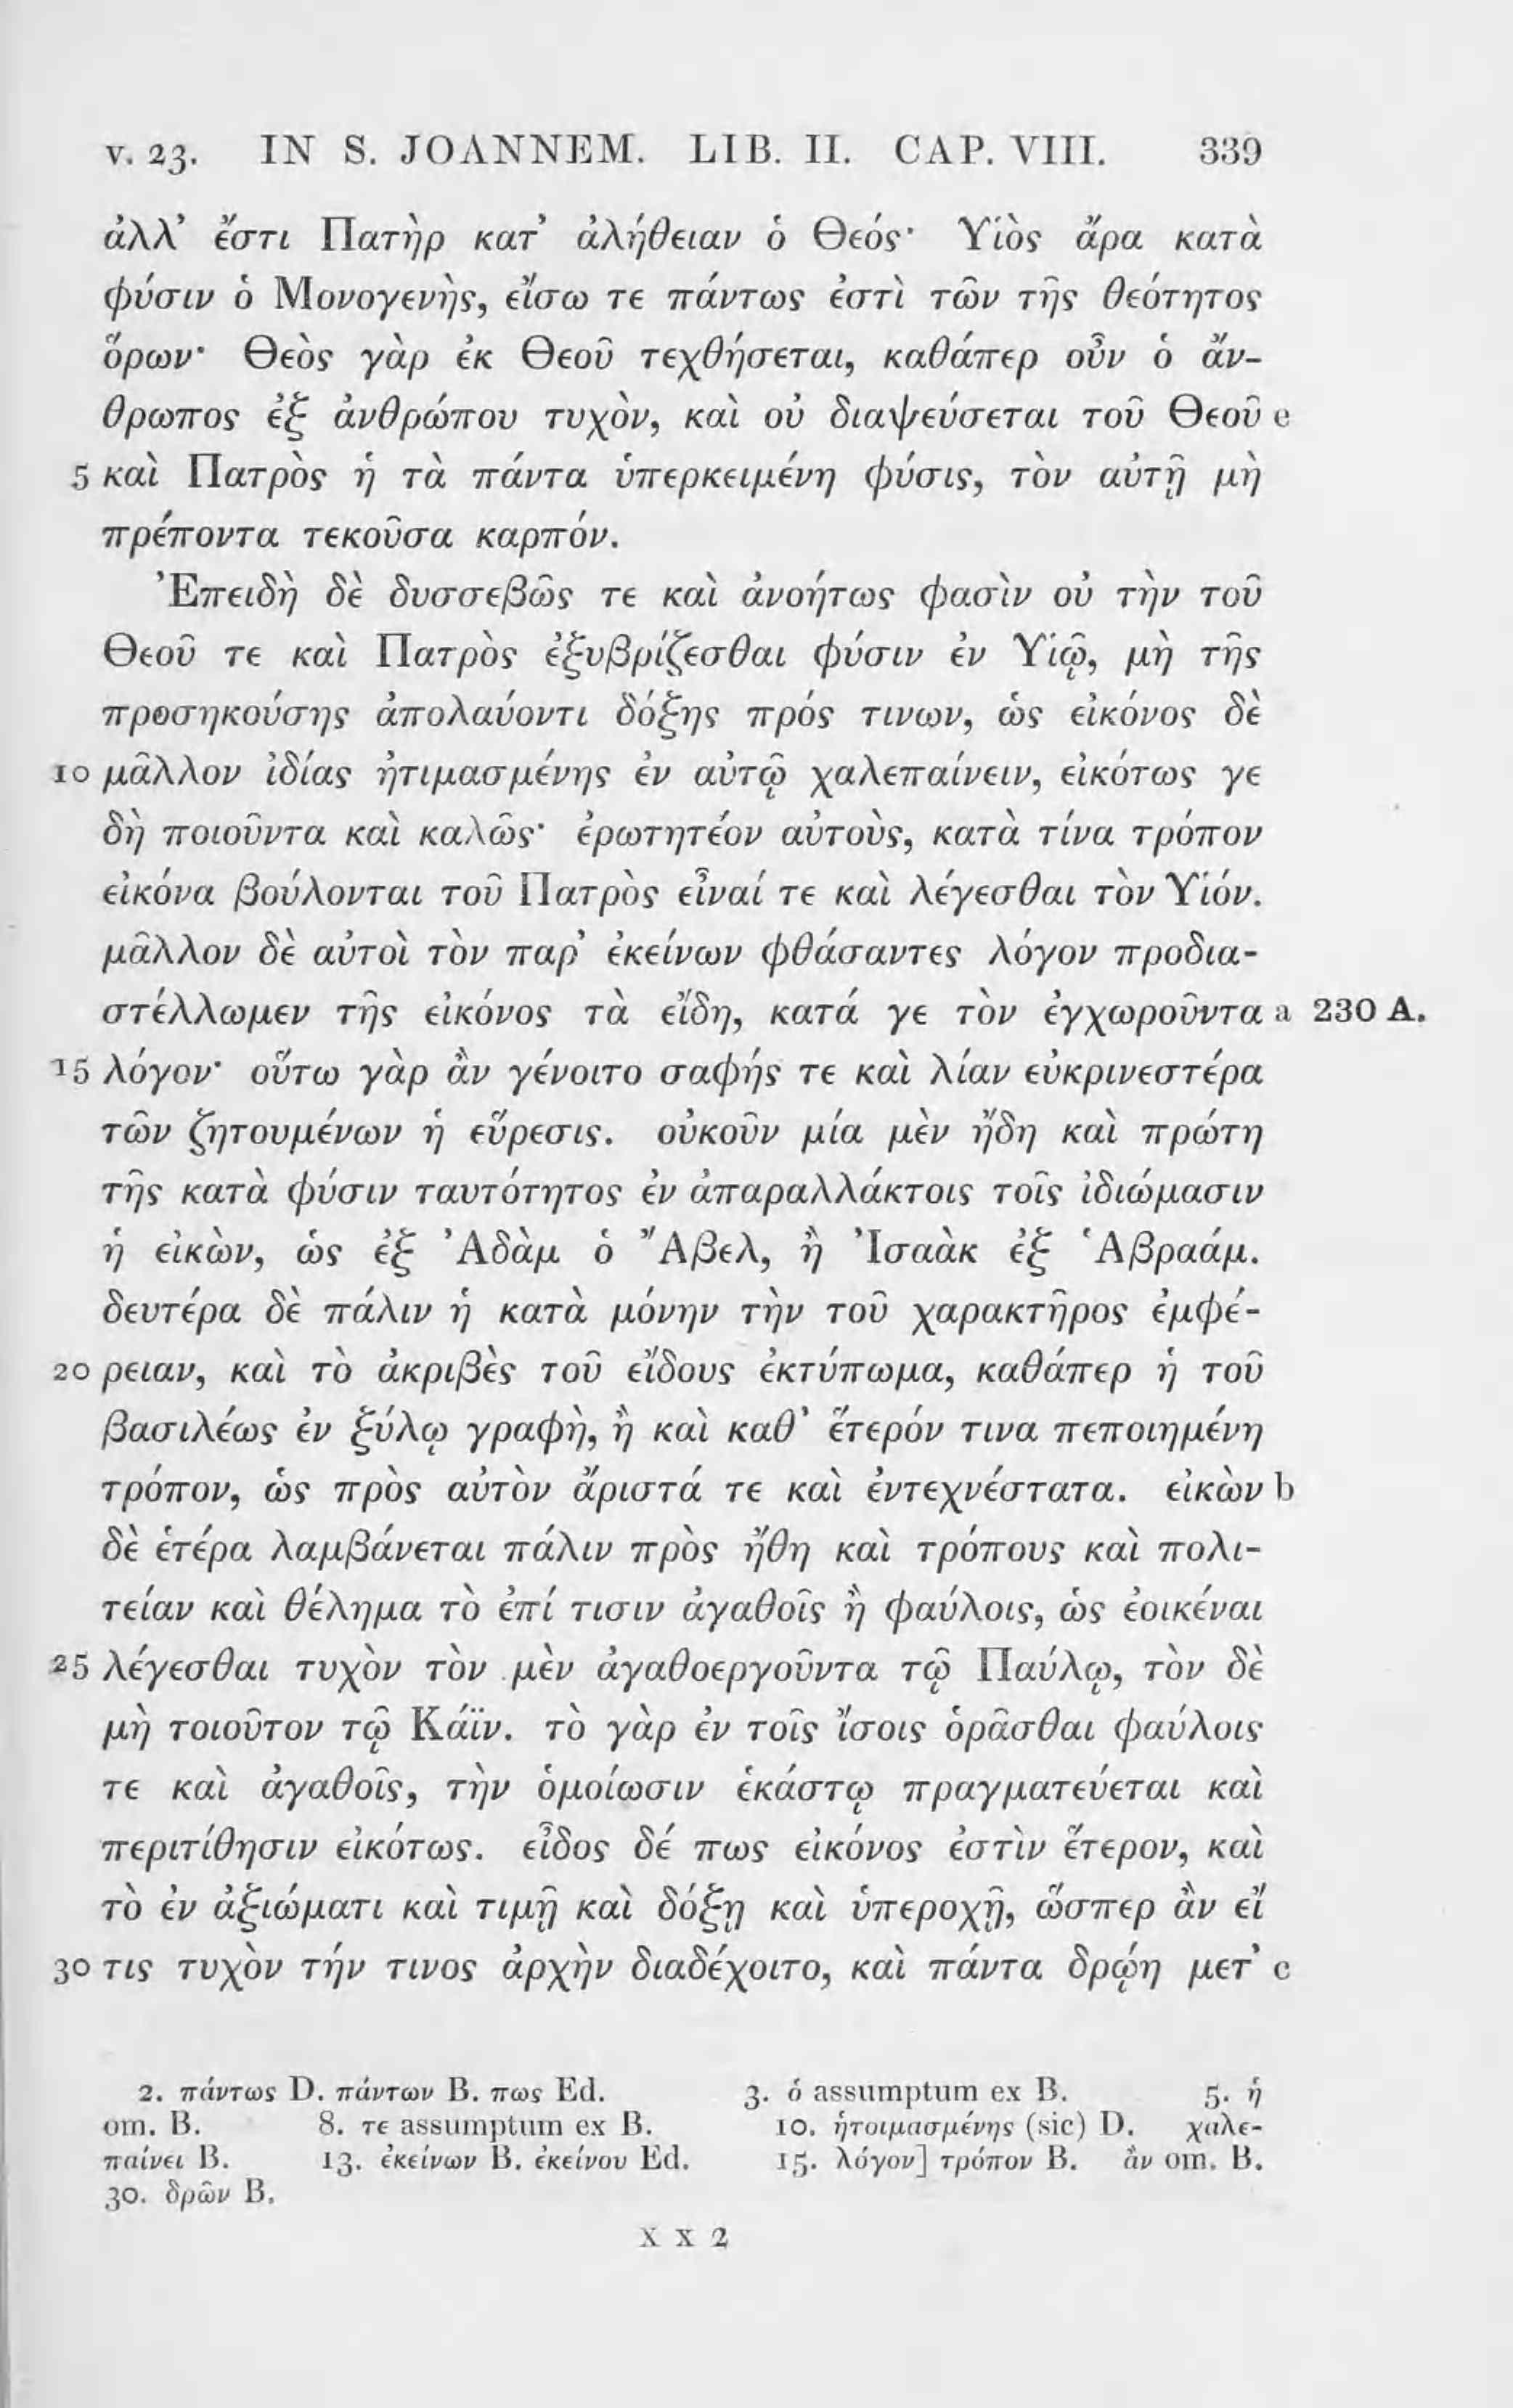 v. 23. IN S. JOANNEM. LIB. II. CAP. VIII. 339
ἀλλ' ἔστι Πατὴρ κατ' ἀλήθειαν ὁ Θεός· Υἱὸς ἄρα κατὰ
φύσιν ὁ Μονογενὴς, εἴσω τε πάντως ἐστὶ τῶν τῆς θεότητος
ὅρων· Θεὸς γὰρ ἐκ Θεοῦ τεχθήσεται, καθάπερ οὖν ὁ ἄν-
θρωπος ἐξ ἀνθρώπου τυχὸν, καὶ οὐ διαψεύσεται τοῦ Θεοῦ e
5 καὶ Πατρὸς ἡ τὰ πάντα ὑπερκειμένη φύσις, τὸν αὐτῇ μὴ
πρέποντα τεκοῦσα καρπόν.
Ἐπειδὴ δὲ δυσσεβῶς τε καὶ ἀνοήτως φασὶν οὐ τὴν τοῦ
Θεοῦ τε καὶ Πατρὸς ἐξυβρίζεσθαι φύσιν ἐν Υἱῷ, μὴ τῆς
προσηκούσης ἀπολαύοντι δόξης πρός τινων, ὡς εἰκόνος δὲ
10 μᾶλλον ἰδίας ἠτιμασμένης ἐν αὐτῷ χαλεπαίνειν, εἰκότως γε
δὴ ποιοῦντα καὶ καλῶς· ἐρωτητέον αὐτοὺς, κατὰ τίνα τρόπον
εἰκόνα βούλονται τοῦ Πατρὸς εἶναί τε καὶ λέγεσθαι τὸν Υἱόν.
μᾶλλον δὲ αὐτοὶ τὸν παρ' ἐκείνων φθάσαντες λόγον προδια-
στέλλωμεν τῆς εἰκόνος τὰ εἴδη, κατά γε τὸν ἐγχωροῦντα a 230 A.
15 λόγον· οὕτω γὰρ ἂν γένοιτο σαφής τε καὶ λίαν εὐκρινεστέρα
τῶν ζητουμένων ἡ εὕρεσις. οὐκοῦν μία μὲν ἤδη καὶ πρώτη
τῆς κατὰ φύσιν ταυτότητος ἐν ἀπαραλλάκτοις τοῖς ἰδιώμασιν
ἡ εἰκὼν, ὡς ἐξ Ἀδὰμ ὁ Ἄβελ, ἢ Ἰσαὰκ ἐξ Ἁβραάμ.
δευτέρα δὲ πάλιν ἡ κατὰ μόνην τὴν τοῦ χαρακτῆρος ἐμφέ-
20 ρειαν, καὶ τὸ ἀκριβὲς τοῦ εἴδους ἐκτύπωμα, καθάπερ ἡ τοῦ
βασιλέως ἐν ξύλῳ γραφὴ, ἢ καὶ καθ' ἕτερόν τινα πεποιημένη
τρόπον, ὡς πρὸς αὐτὸν ἄριστά τε καὶ ἐντεχνέστατα. εἰκὼν b
δὲ ἑτέρα λαμβάνεται πάλιν πρὸς ἤθη καὶ τρόπους καὶ πολι-
τείαν καὶ θέλημα τὸ ἐπί τισιν ἀγαθοῖς ἢ φαύλοις, ὡς ἐοικέναι
25 λέγεσθαι τυχὸν τὸν μὲν ἀγαθοεργοῦντα τῷ Παύλῳ, τὸν δὲ
μὴ τοιοῦτον τῷ Κάϊν. τὸ γὰρ ἐν τοῖς ἴσοις ὁρᾶσθαι φαύλοις
τε καὶ ἀγαθοῖς, τὴν ὁμοίωσιν ἑκάστῳ πραγματεύεται καὶ
περιτίθησιν εἰκότως. εἶδος δέ πως εἰκόνος ἐστὶν ἕτερον, καὶ
τὸ ἐν ἀξιώματι καὶ τιμῇ καὶ δόξῃ καὶ ὑπεροχῇ, ὥσπερ ἂν εἴ
30 τις τυχὸν τήν τινος ἀρχὴν διαδέχοιτο, καὶ πάντα δρῴη μετ' c
2. πάντως D. πάντων B. πως Ed. 3. ὁ assumptum ex B. 5. ἡ
om. B. 8. τε assumptum ex B. 10. ἡτοιμασμένης (sic) D. χαλε-
παίνει B. 13. ἐκείνων B. ἐκείνου Ed. 15. λόγον] τρόπον B. ἂν om. B.
30. δρῶν B.
X X 2